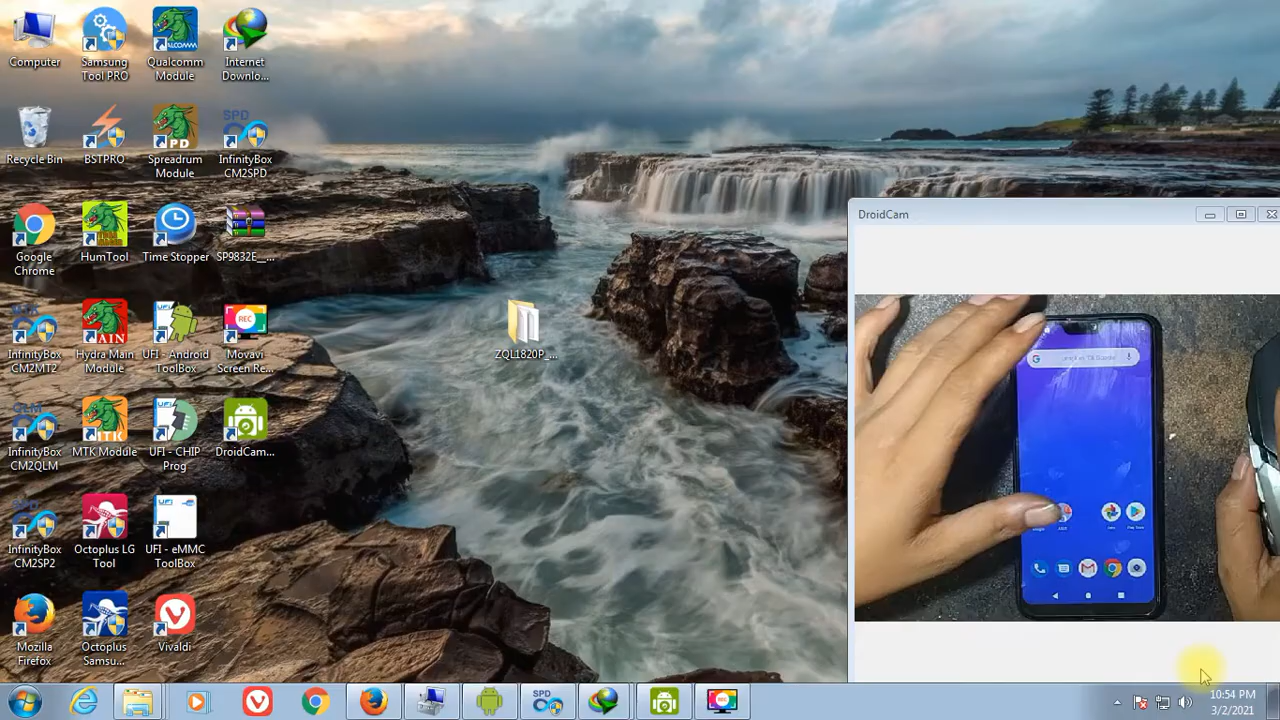 Computer
Samsung
Tool PRO
Qualcomm
Module
Internet
Downlo...
Recycle Bin
BSTPRO
Spreadrum
Module
InfinityBox
CM2SPD
Google
Chrome
HumTool
Time Stopper
SP9832E__...
InfinityBox
CM2MT2
Hydra Main
Module
UFI - Android
ToolBox
Movavi
Screen Re...
ZQL1820P_...
InfinityBox
CM2QLM
MTK Module
UFI - CHIP
Prog
DroidCam...
InfinityBox
CM2SP2
Octoplus LG
Tool
UFI - eMMC
ToolBox
Mozilla
Firefox
Octoplus
Samsu...
Vivaldi
DroidCam
SPD
REC
10:54 PM
3/2/2021